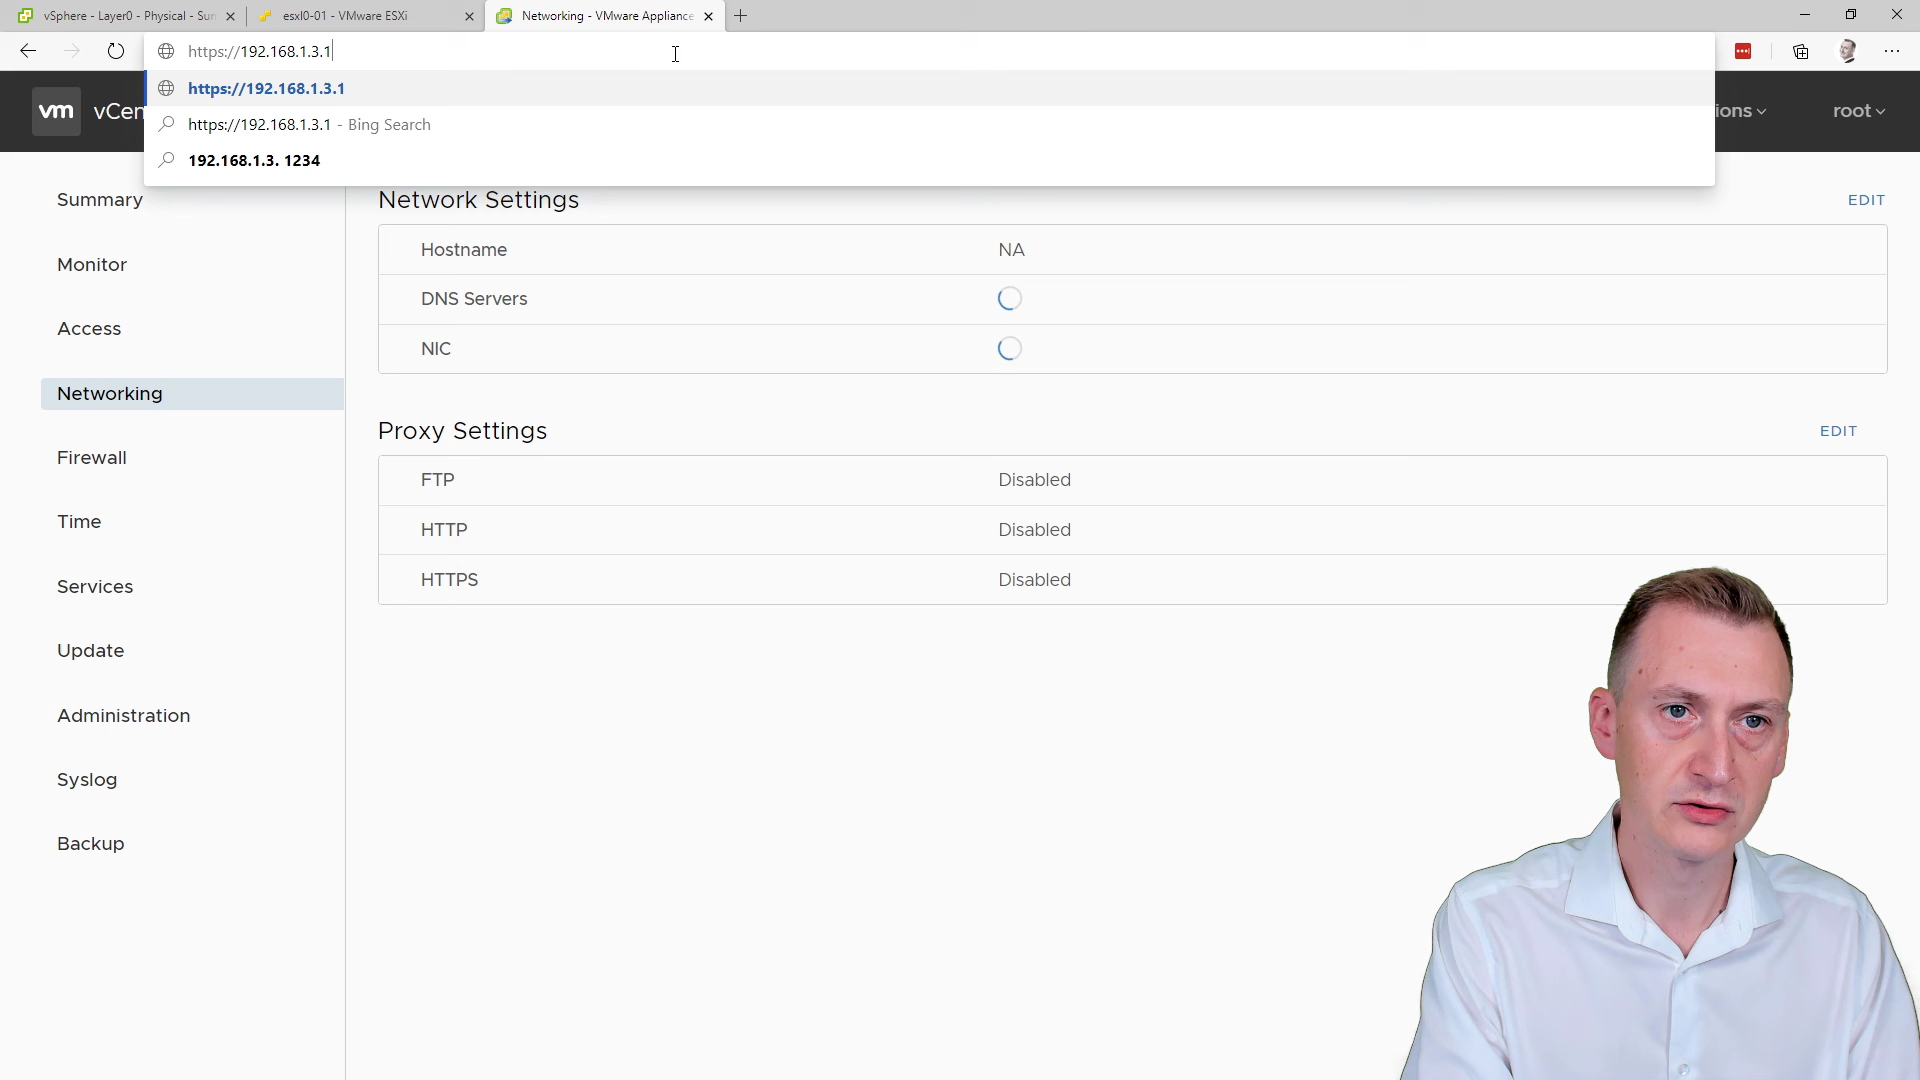 vSphere - Layer0 - Physical - Sun
esxl0-01 - VMware ESXi
Networking - VMware Appliance
https://192.168.1.3.1
https://192.168.1.3.1
https://192.168.1.3.1 - Bing Search
192.168.1.3. 1234
vm vCen
ions
root
Summary
Monitor
Access
Networking
Firewall
Time
Services
Update
Administration
Syslog
Backup
Network Settings
EDIT
Hostname NA
DNS Servers
NIC
Proxy Settings
EDIT
FTP Disabled
HTTP Disabled
HTTPS Disabled